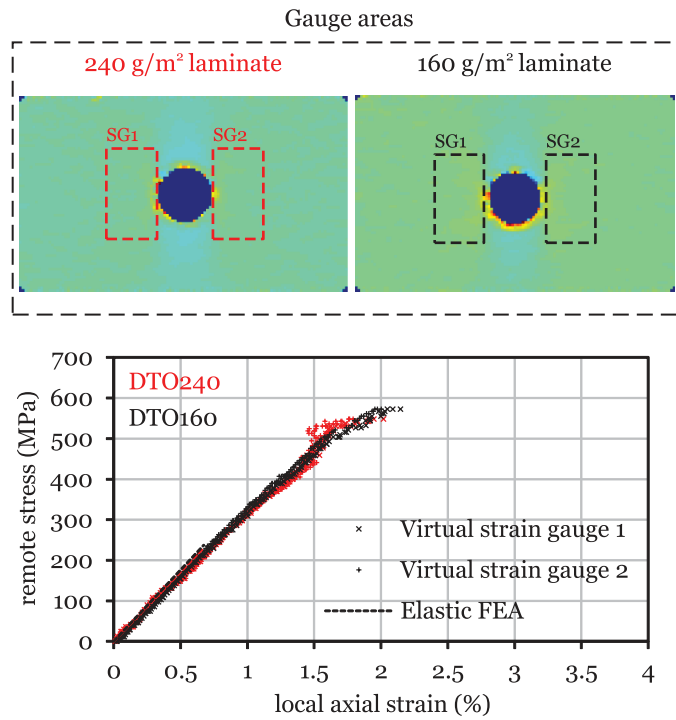 Gauge areas
240 g/m² laminate
160 g/m² laminate
SG1
SG2
SG1
SG2
700
600
500
400
300
200
100
0
remote stress (MPa)
DTO240
DTO160
× Virtual strain gauge 1
+ Virtual strain gauge 2
Elastic FEA
0
0.5
1
1.5
2
2.5
3
3.5
4
local axial strain (%)